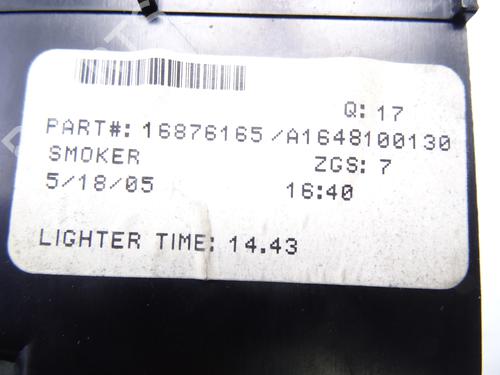 Q: 17
PART#: 16876165/A1648100130
SMOKER ZGS: 7
5/18/05 16:40
LIGHTER TIME: 14.43